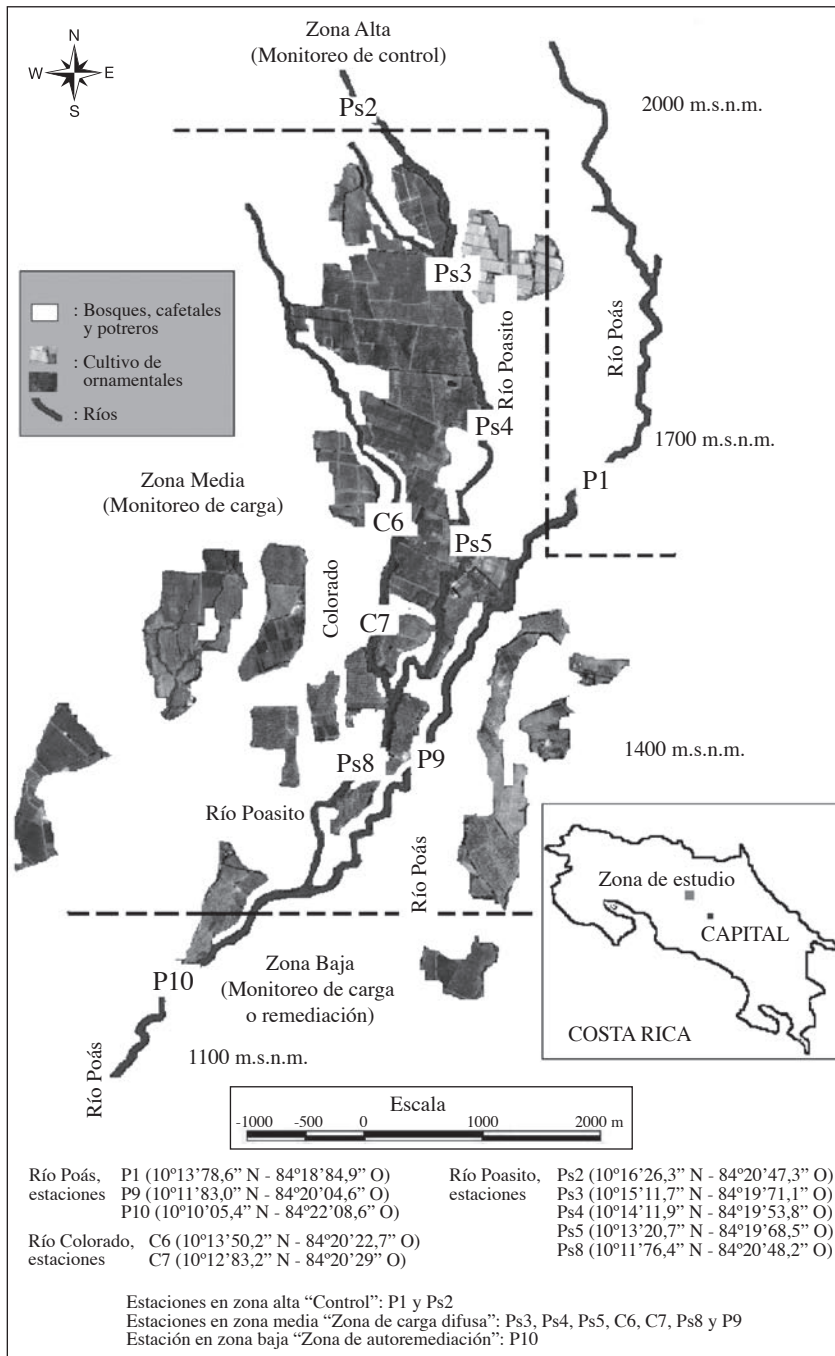 N
W E
S
Zona Alta
(Monitoreo de control)
2000 m.s.n.m.
Ps2
Ps3
: Bosques, cafetales
y potreros
: Cultivo de
ornamentales
: Ríos
Río Poasito
Río Poás
Ps4
1700 m.s.n.m.
Zona Media
(Monitoreo de carga)
P1
C6
Ps5
Colorado
C7
1400 m.s.n.m.
Ps8
P9
Río Poasito
Río Poás
Zona de estudio
CAPITAL
COSTA RICA
P10
Zona Baja
(Monitoreo de carga
o remediación)
Río Poás
1100 m.s.n.m.
Escala
-1000 -500 0 1000 2000 m
Río Poás, estaciones
P1 (10º13’78,6” N - 84º18’84,9” O)
P9 (10º11’83,0” N - 84º20’04,6” O)
P10 (10º10’05,4” N - 84º22’08,6” O)
Río Colorado, estaciones
C6 (10º13’50,2” N - 84º20’22,7” O)
C7 (10º12’83,2” N - 84º20’29” O)
Río Poasito, estaciones
Ps2 (10º16’26,3” N - 84º20’47,3” O)
Ps3 (10º15’11,7” N - 84º19’71,1” O)
Ps4 (10º14’11,9” N - 84º19’53,8” O)
Ps5 (10º13’20,7” N - 84º19’68,5” O)
Ps8 (10º11’76,4” N - 84º20’48,2” O)
Estaciones en zona alta “Control”: P1 y Ps2
Estaciones en zona media “Zona de carga difusa”: Ps3, Ps4, Ps5, C6, C7, Ps8 y P9
Estación en zona baja “Zona de autoremediación”: P10